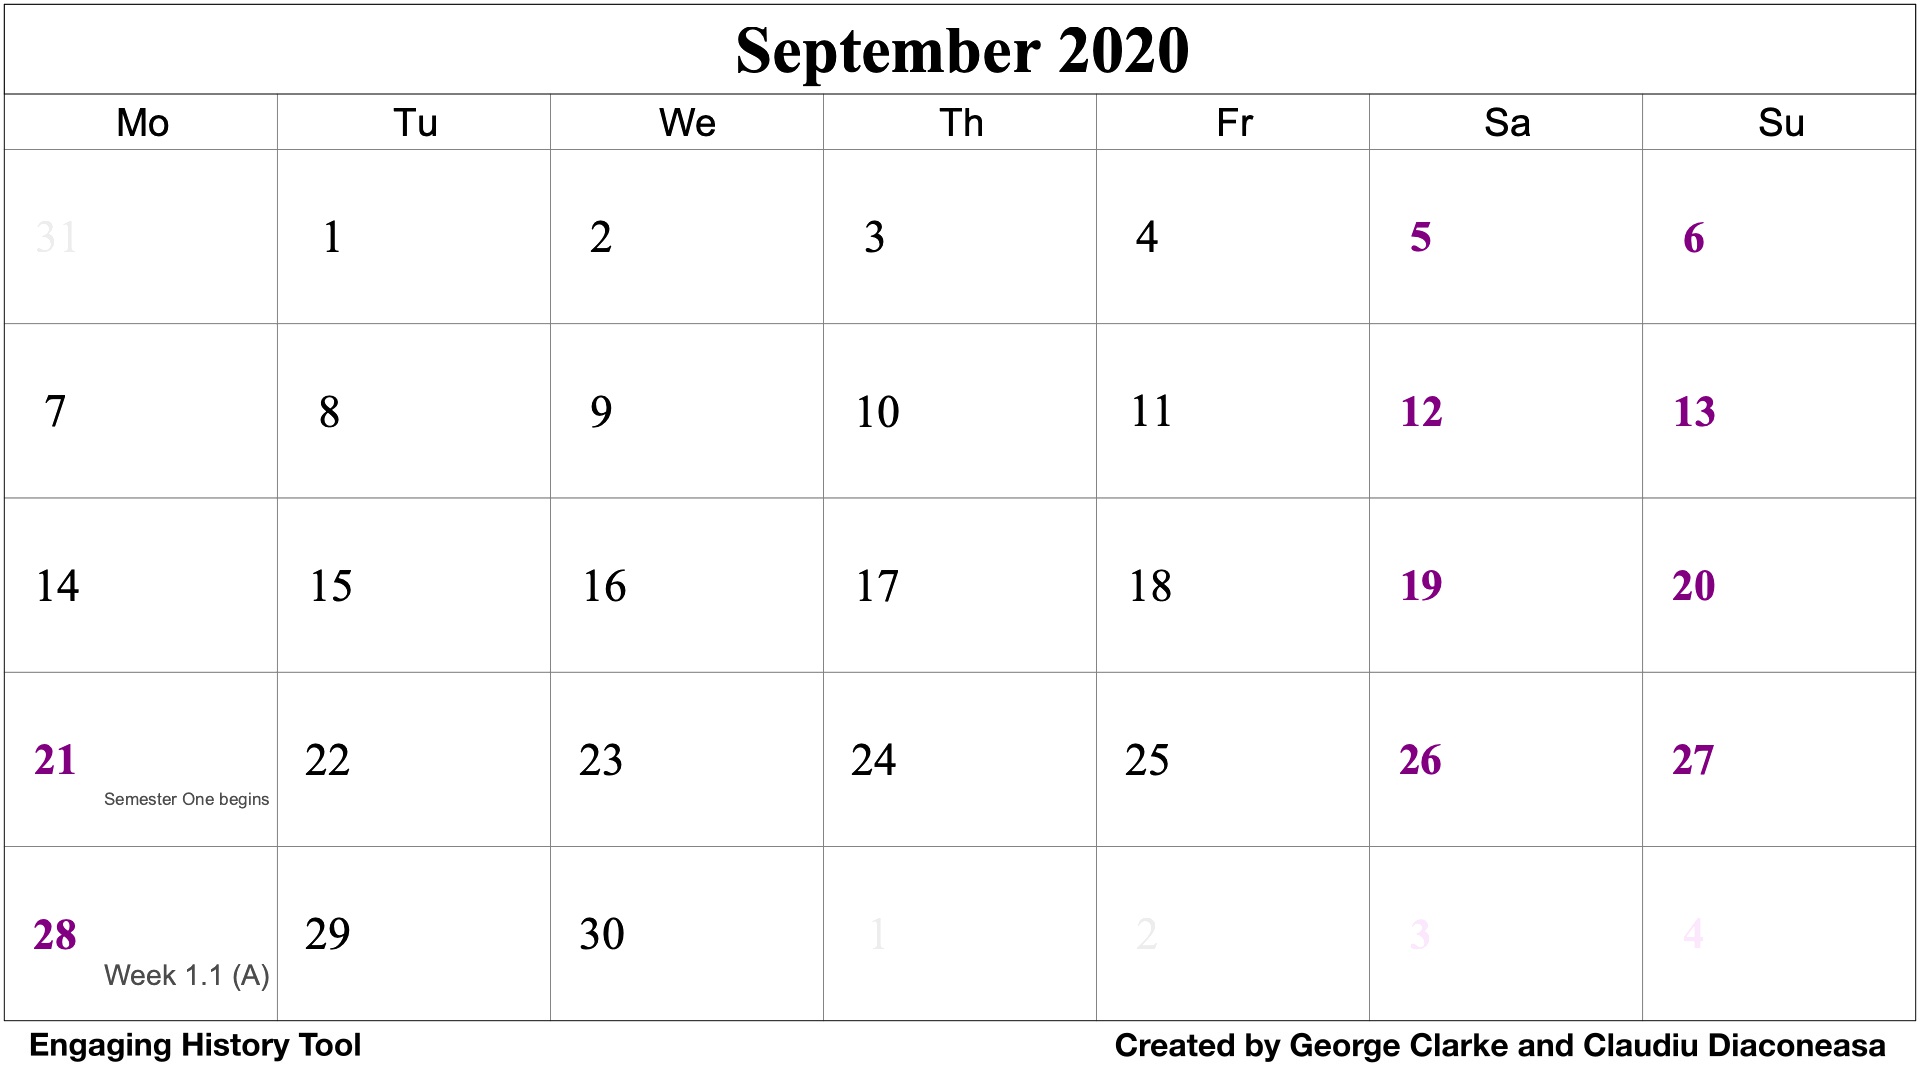 September 2020
Mo Tu We Th Fr Sa Su
31 1 2 3 4 5 6
7 8 9 10 11 12 13
14 15 16 17 18 19 20
21 22 23 24 25 26 27
Semester One begins
28 29 30 1 2 3 4
Week 1.1 (A)
Engaging History Tool Created by George Clarke and Claudiu Diaconeasa